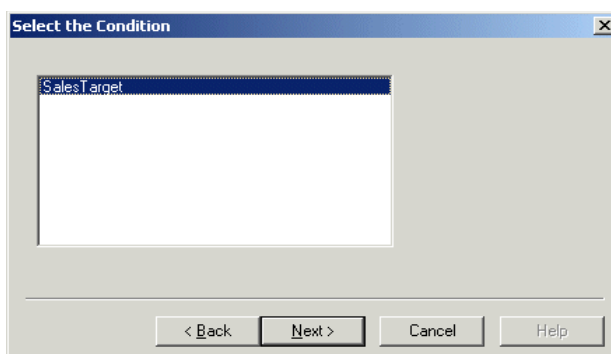 Select the Condition
SalesTarget
< Back
Next >
Cancel
Help